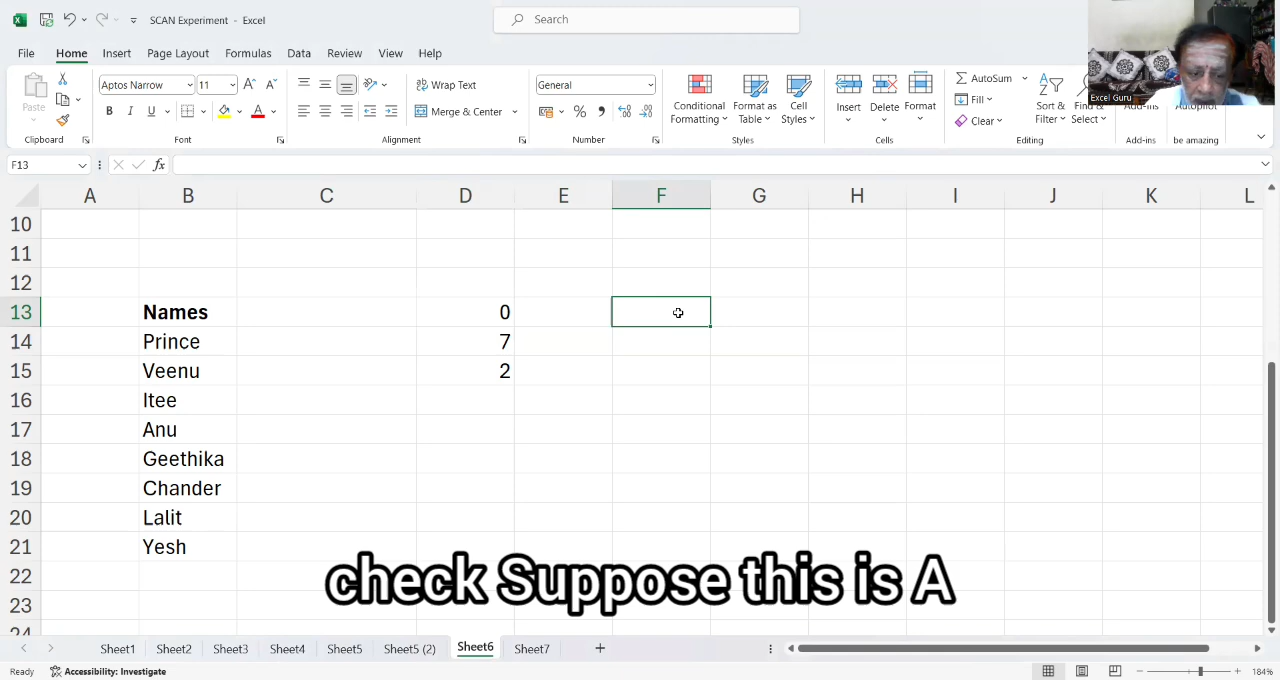 SCAN Experiment - Excel
Search
File Home Insert Page Layout Formulas Data Review View Help
Paste
Clipboard
Aptos Narrow 11
A A
B I U A
Font
Wrap Text
Merge & Center
Alignment
General
% ,
Number
Conditional Formatting
Format as Table
Cell Styles
Styles
Insert
Delete
Format
Cells
AutoSum
Fill
Clear
Sort & Filter
Find & Select
Editing
Add-ins
Add-ins
Autopilot
be amazing
Excel Guru
F13 fx
A B C D E F G H I J K L
10
11
12
13 Names 0
14 Prince 7
15 Veenu 2
16 Itee
17 Anu
18 Geethika
19 Chander
20 Lalit
21 Yesh
22
23
24
check Suppose this is A
Sheet1 Sheet2 Sheet3 Sheet4 Sheet5 Sheet5 (2) Sheet6 Sheet7
Ready Accessibility: Investigate 184%